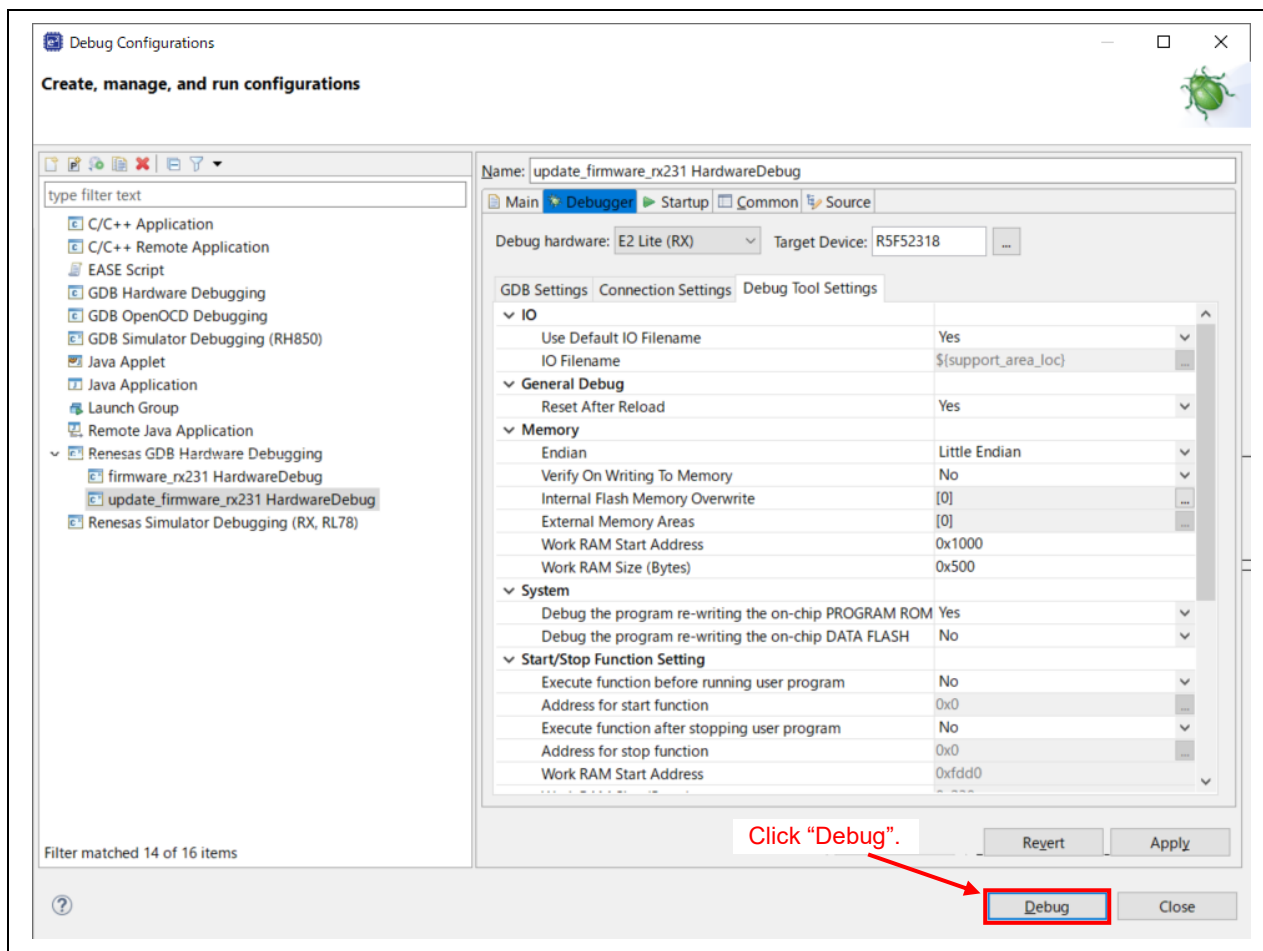 Debug Configurations
Create, manage, and run configurations
type filter text
C/C++ Application
C/C++ Remote Application
EASE Script
GDB Hardware Debugging
GDB OpenOCD Debugging
GDB Simulator Debugging (RH850)
Java Applet
Java Application
Launch Group
Remote Java Application
Renesas GDB Hardware Debugging
firmware_rx231 HardwareDebug
update_firmware_rx231 HardwareDebug
Renesas Simulator Debugging (RX, RL78)
Filter matched 14 of 16 items
Name: update_firmware_rx231 HardwareDebug
Main Debugger Startup Common Source
Debug hardware: E2 Lite (RX) Target Device: R5F52318 ...
GDB Settings Connection Settings Debug Tool Settings
IO
Use Default IO Filename Yes
IO Filename ${support_area_loc} ...
General Debug
Reset After Reload Yes
Memory
Endian Little Endian
Verify On Writing To Memory No
Internal Flash Memory Overwrite [0] ...
External Memory Areas [0] ...
Work RAM Start Address 0x1000
Work RAM Size (Bytes) 0x500
System
Debug the program re-writing the on-chip PROGRAM ROM Yes
Debug the program re-writing the on-chip DATA FLASH No
Start/Stop Function Setting
Execute function before running user program No
Address for start function 0x0 ...
Execute function after stopping user program No
Address for stop function 0x0 ...
Work RAM Start Address 0xfdd0
Click “Debug”.
Revert Apply
Debug Close